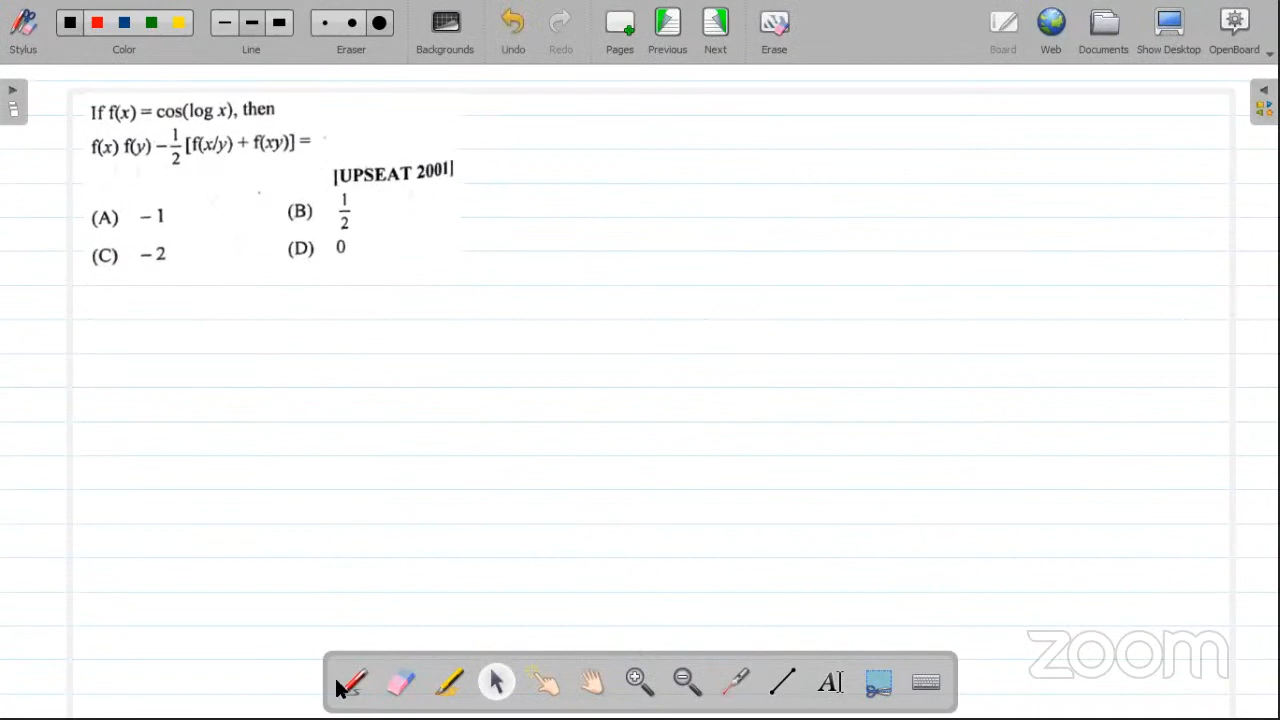 Stylus Color Line Eraser Backgrounds Undo Redo Pages Previous Next Erase Board Web Documents Show Desktop OpenBoard
If f(x) = cos(log x), then
f(x) f(y) − 1/2 [f(x/y) + f(xy)] =
[UPSEAT 2001]
(A) − 1 (B) 1/2
(C) − 2 (D) 0
zoom
A